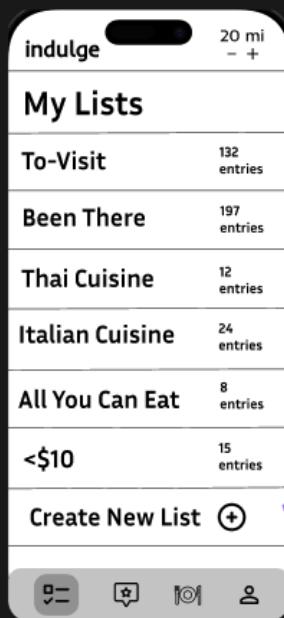 indulge
20 mi
− +
My Lists
To-Visit
132
entries
Been There
197
entries
Thai Cuisine
12
entries
Italian Cuisine
24
entries
All You Can Eat
8
entries
<$10
15
entries
Create New List